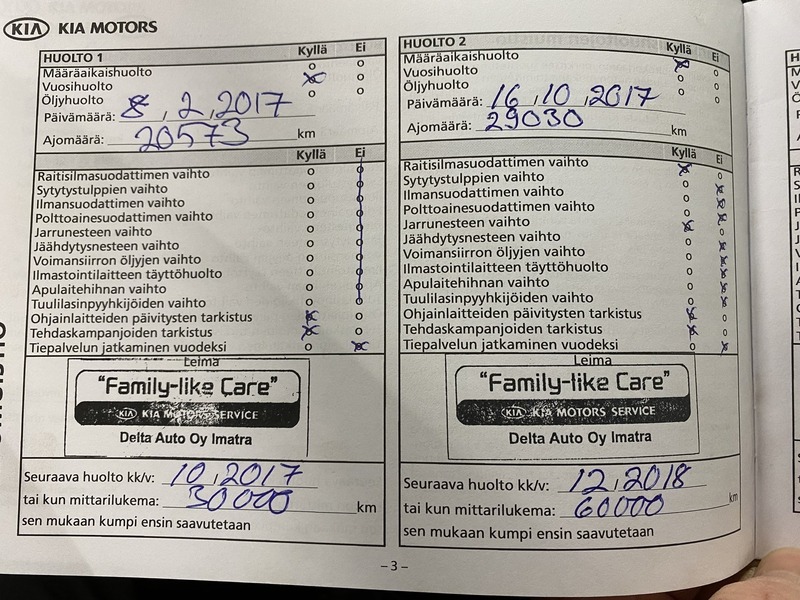 KIA KIA MOTORS
HUOLTO 1 Kyllä Ei
Määräaikaishuolto o o
Vuosihuolto x o
Öljyhuolto o o
Päivämäärä: 8,2,2017
Ajomäärä: 20573 km
Kyllä Ei
Raitisilmasuodattimen vaihto o o
Sytytystulppien vaihto o o
Ilmansuodattimen vaihto o o
Polttoainesuodattimen vaihto o o
Jarrunesteen vaihto o o
Jäähdytysnesteen vaihto o o
Voimansiirron öljyjen vaihto o o
Ilmastointilaitteen täyttöhuolto o o
Apulaitehihnan vaihto o o
Tuulilasinpyyhkijöiden vaihto o o
Ohjainlaitteiden päivitysten tarkistus x o
Tehdaskampanjoiden tarkistus x o
Tiepalvelun jatkaminen vuodeksi o x
Leima
"Family-like Care"
KIA KIA MOTORS SERVICE
Delta Auto Oy Imatra
Seuraava huolto kk/v: 10,2017
tai kun mittarilukema: 30000 km
sen mukaan kumpi ensin saavutetaan
HUOLTO 2 Kyllä Ei
Määräaikaishuolto x o
Vuosihuolto o o
Öljyhuolto o o
Päivämäärä: 16,10,2017
Ajomäärä: 29030 km
Kyllä Ei
Raitisilmasuodattimen vaihto x o
Sytytystulppien vaihto o x
Ilmansuodattimen vaihto o x
Polttoainesuodattimen vaihto o x
Jarrunesteen vaihto x o
Jäähdytysnesteen vaihto o x
Voimansiirron öljyjen vaihto o x
Ilmastointilaitteen täyttöhuolto o x
Apulaitehihnan vaihto o x
Tuulilasinpyyhkijöiden vaihto o x
Ohjainlaitteiden päivitysten tarkistus x o
Tehdaskampanjoiden tarkistus x o
Tiepalvelun jatkaminen vuodeksi o x
Leima
"Family-like Care"
KIA KIA MOTORS SERVICE
Delta Auto Oy Imatra
Seuraava huolto kk/v: 12,2018
tai kun mittarilukema: 60000 km
sen mukaan kumpi ensin saavutetaan
– 3 –